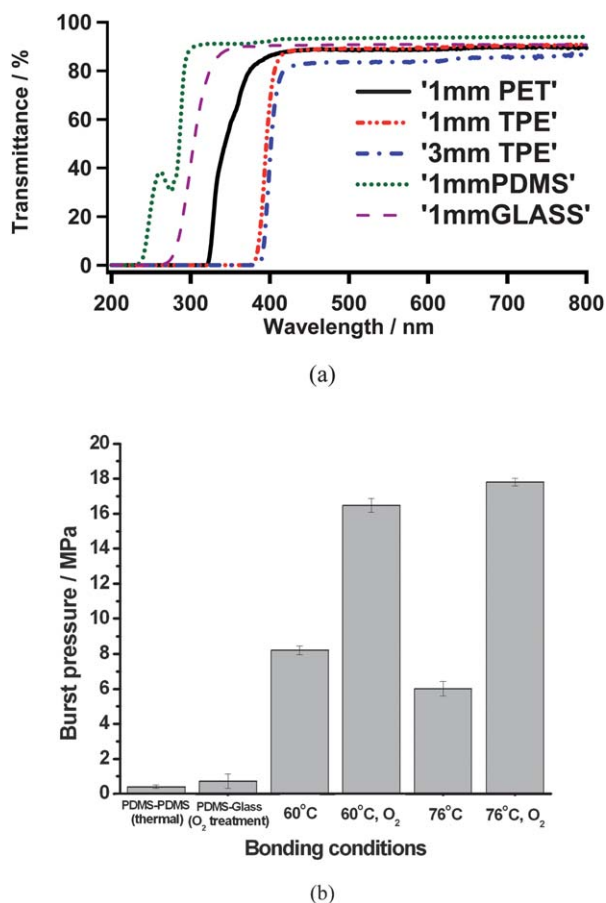 100
80
60
40
20
0
Transmittance / %
'1mm PET'
'1mm TPE'
'3mm TPE'
'1mmPDMS'
'1mmGLASS'
200 300 400 500 600 700 800
Wavelength / nm
(a)
20
18
16
14
12
10
8
6
4
2
0
Burst pressure / MPa
PDMS-PDMS PDMS-Glass 60°C 60°C, O₂ 76°C 76°C, O₂
(thermal) (O₂ treatment)
Bonding conditions
(b)